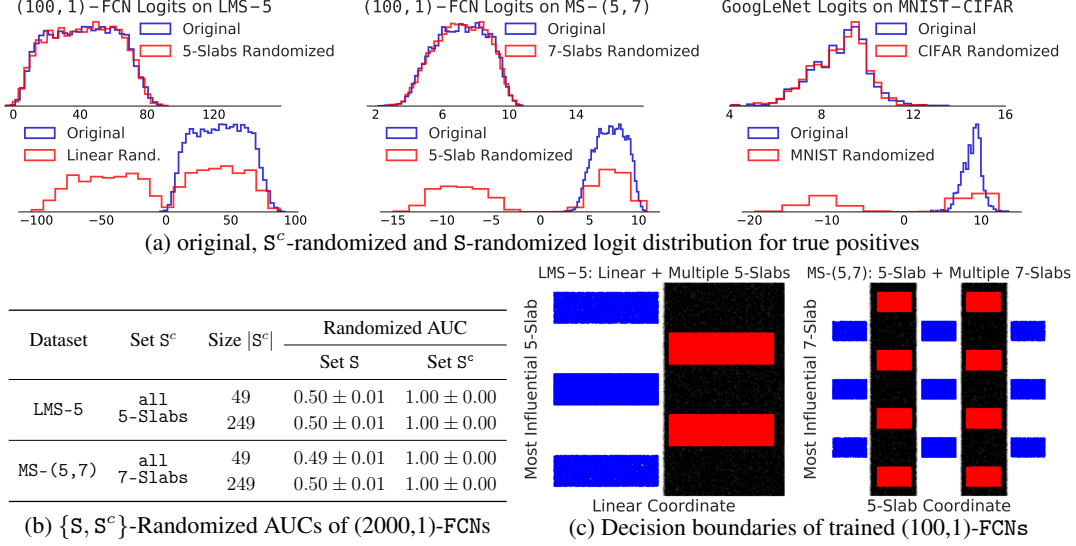 (100,1)-FCN Logits on LMS-5
Original
5-Slabs Randomized
0 40 80 120
Original
Linear Rand.
−100 −50 0 50 100
(100,1)-FCN Logits on MS-(5,7)
Original
7-Slabs Randomized
2 6 10 14
Original
5-Slab Randomized
−15 −10 −5 0 5 10
GoogLeNet Logits on MNIST-CIFAR
Original
CIFAR Randomized
4 8 12 16
Original
MNIST Randomized
−20 −10 0 10
(a) original, Sᶜ-randomized and S-randomized logit distribution for true positives
Dataset Set Sᶜ Size |Sᶜ| Randomized AUC
Set S Set Sᶜ
LMS-5 all 5-Slabs 49 0.50 ± 0.01 1.00 ± 0.00
249 0.50 ± 0.01 1.00 ± 0.00
MS-(5,7) all 7-Slabs 49 0.49 ± 0.01 1.00 ± 0.00
249 0.50 ± 0.01 1.00 ± 0.00
(b) {S, Sᶜ}-Randomized AUCs of (2000,1)-FCNs
LMS-5: Linear + Multiple 5-Slabs
Most Influential 5-Slab
Linear Coordinate
MS-(5,7): 5-Slab + Multiple 7-Slabs
Most Influential 7-Slab
5-Slab Coordinate
(c) Decision boundaries of trained (100,1)-FCNs